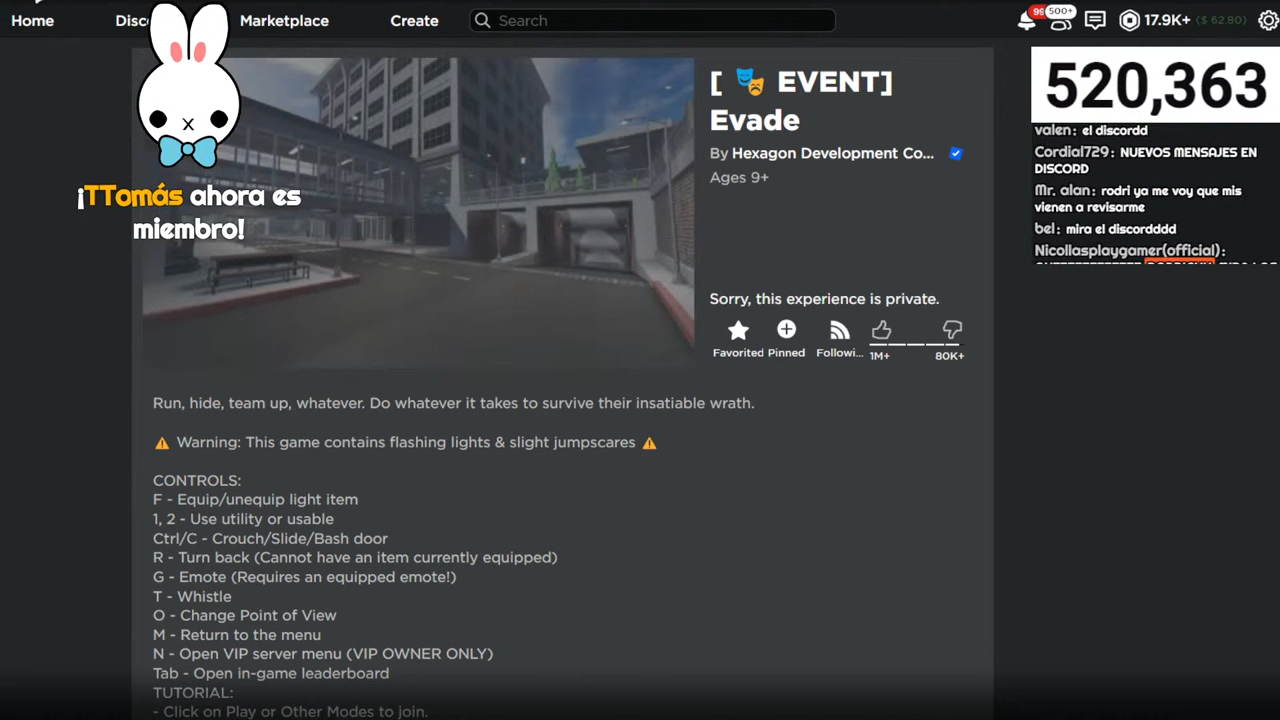 Home
Marketplace
Create
Search
99
500+
17.9K+
($ 62.80)
¡TTomás ahora es
miembro!
[ 🎭 EVENT]
Evade
By Hexagon Development Co...
Ages 9+
Sorry, this experience is private.
Favorited
Pinned
Followi...
1M+
80K+
520,363
valen: el discordd
Cordial729: NUEVOS MENSAJES EN
DISCORD
Mr. alan: rodri ya me voy que mis
vienen a revisarme
bel: mira el discordddd
Nicollasplaygamer(official):
Run, hide, team up, whatever. Do whatever it takes to survive their insatiable wrath.
⚠️ Warning: This game contains flashing lights & slight jumpscares ⚠️
CONTROLS:
F - Equip/unequip light item
1, 2 - Use utility or usable
Ctrl/C - Crouch/Slide/Bash door
R - Turn back (Cannot have an item currently equipped)
G - Emote (Requires an equipped emote!)
T - Whistle
O - Change Point of View
M - Return to the menu
N - Open VIP server menu (VIP OWNER ONLY)
Tab - Open in-game leaderboard
TUTORIAL:
- Click on Play or Other Modes to join.